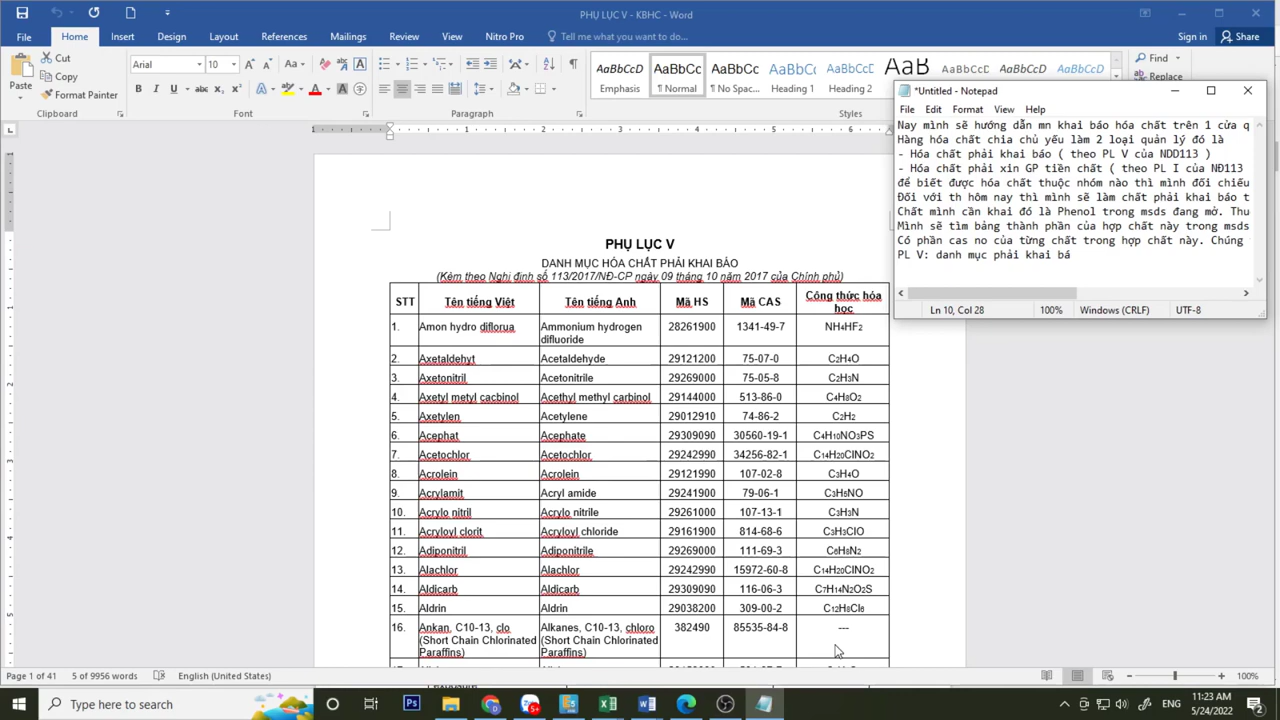 PHỤ LỤC V - KBHC - Word
File Home Insert Design Layout References Mailings Review View Nitro Pro Tell me what you want to do... Sign in Share
Paste Cut Copy Format Painter
Arial 10
AaBbCcD AaBbCc AaBbCc AaBbCcD AaBbCcD AaB AaBbCcD AaBbCcD AaBbCcD
Emphasis ¶ Normal ¶ No Spac... Heading 1 Heading 2
Find Replace
Clipboard Font Paragraph Styles
*Untitled - Notepad
File Edit Format View Help
Nay mình sẽ hướng dẫn mn khai báo hóa chất trên 1 cửa q
Hàng hóa chất chia chủ yếu làm 2 loại quản lý đó là
- Hóa chất phải khai báo ( theo PL V của NDD113 )
- Hóa chất phải xin GP tiền chất ( theo PL I của NĐ113
để biết được hóa chất thuộc nhóm nào thì mình đối chiếu
Đối với th hôm nay thì mình sẽ làm chất phải khai báo t
Chất mình cần khai đó là Phenol trong msds đang mở. Thu
Mình sẽ tìm bảng thành phần của hợp chất này trong msds
Có phần cas no của từng chất trong hợp chất này. Chúng
PL V: danh mục phải khai bá
Ln 10, Col 28 100% Windows (CRLF) UTF-8
PHỤ LỤC V
DANH MỤC HÓA CHẤT PHẢI KHAI BÁO
(Kèm theo Nghị định số 113/2017/NĐ-CP ngày 09 tháng 10 năm 2017 của Chính phủ)
STT Tên tiếng Việt Tên tiếng Anh Mã HS Mã CAS Công thức hóa học
1. Amon hydro diflorua Ammonium hydrogen difluoride 28261900 1341-49-7 NH4HF2
2. Axetaldehyt Acetaldehyde 29121200 75-07-0 C2H4O
3. Axetonitril Acetonitrile 29269000 75-05-8 C2H3N
4. Axetyl metyl cacbinol Acethyl methyl carbinol 29144000 513-86-0 C4H8O2
5. Axetylen Acetylene 29012910 74-86-2 C2H2
6. Acephat Acephate 29309090 30560-19-1 C4H10NO3PS
7. Acetochlor Acetochlor 29242990 34256-82-1 C14H20ClNO2
8. Acrolein Acrolein 29121990 107-02-8 C3H4O
9. Acrylamit Acryl amide 29241900 79-06-1 C3H5NO
10. Acrylo nitril Acrylo nitrile 29261000 107-13-1 C3H3N
11. Acryloyl clorit Acryloyl chloride 29161900 814-68-6 C3H3ClO
12. Adiponitril Adiponitrile 29269000 111-69-3 C6H8N2
13. Alachlor Alachlor 29242990 15972-60-8 C14H20ClNO2
14. Aldicarb Aldicarb 29309090 116-06-3 C7H14N2O2S
15. Aldrin Aldrin 29038200 309-00-2 C12H8Cl6
16. Ankan, C10-13, clo (Short Chain Chlorinated Paraffins) Alkanes, C10-13, chloro (Short Chain Chlorinated Paraffins) 382490 85535-84-8 ---
Page 1 of 41 5 of 9956 words English (United States) 100%
Type here to search
ENG 11:23 AM
5/24/2022